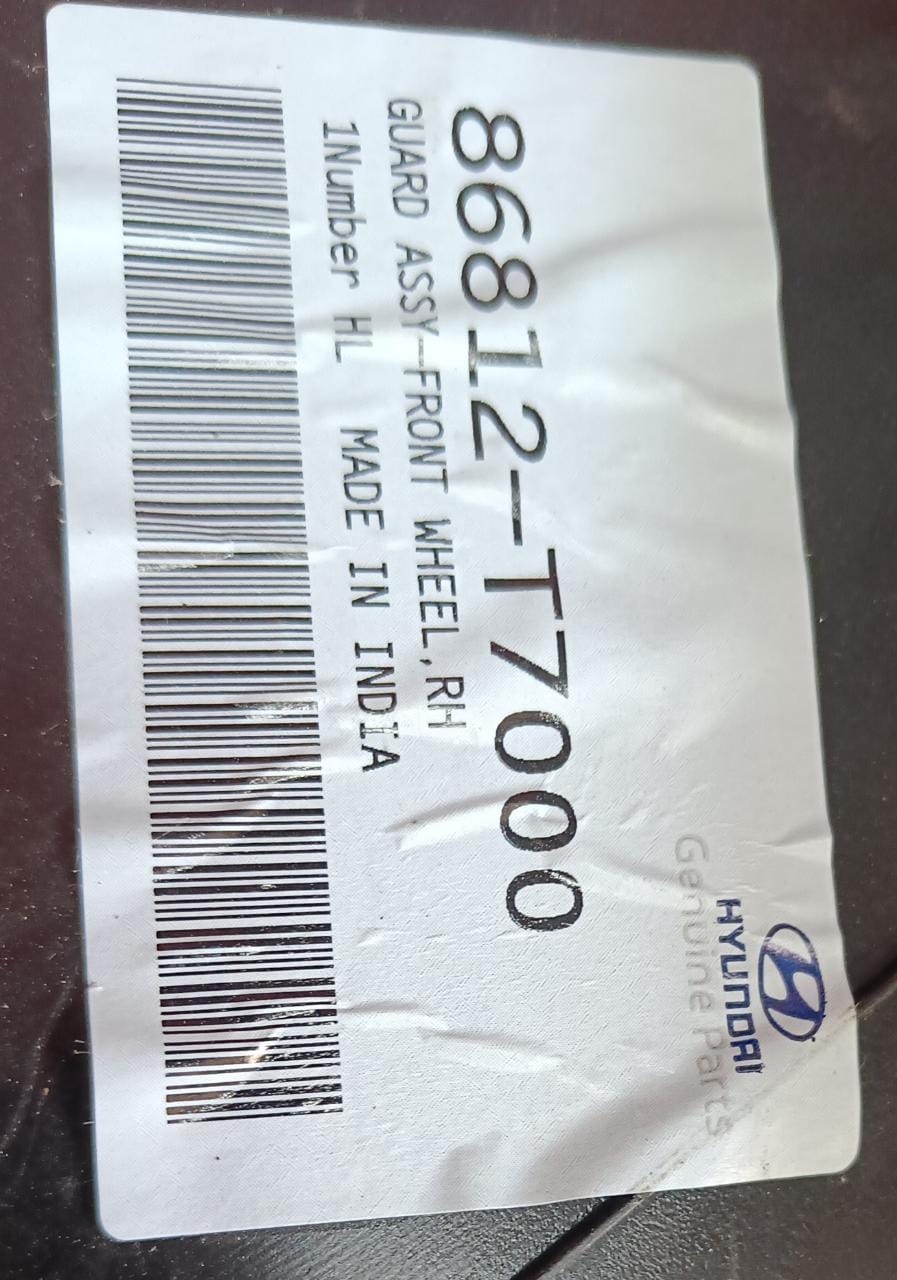 HYUNDAI
Genuine Parts
86812-T7000
GUARD ASSY-FRONT WHEEL,RH
1Number HL MADE IN INDIA